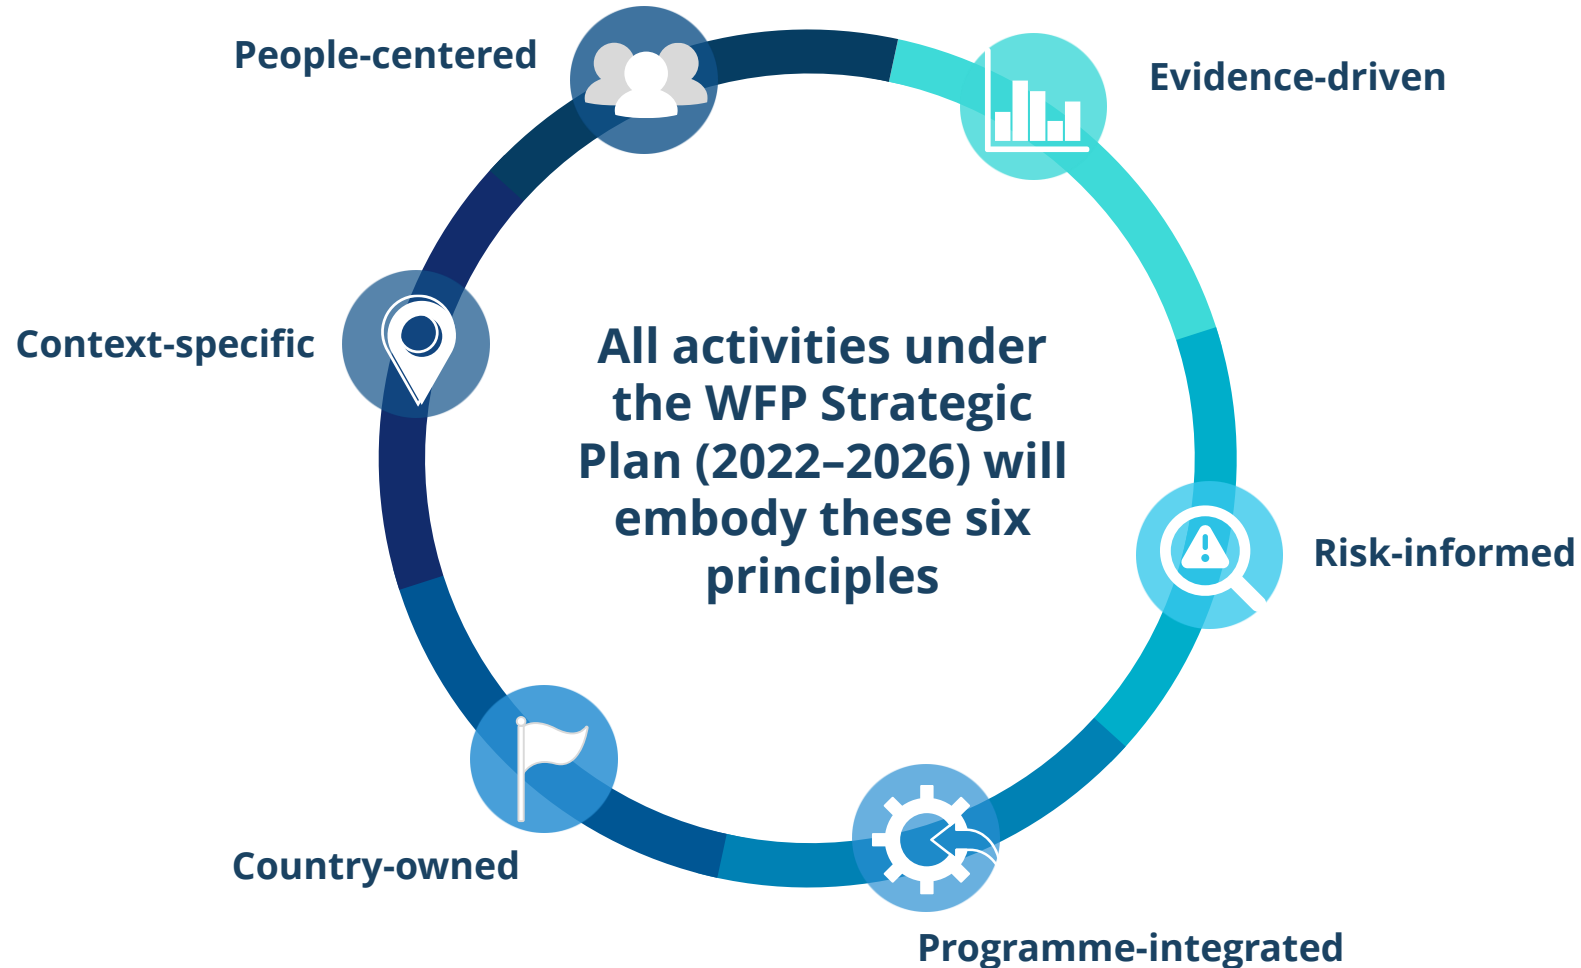 People-centered
Evidence-driven
Context-specific
All activities under
the WFP Strategic
Plan (2022–2026) will
embody these six
principles
Risk-informed
Country-owned
Programme-integrated